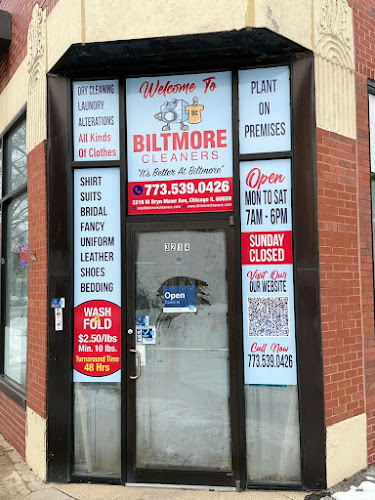 DRY CLEANING
LAUNDRY
ALTERATIONS
All Kinds
Of Clothes
Welcome To
BILTMORE
CLEANERS
"It's Better At Biltmore"
773.539.0426
3216 W Bryn Mawr Ave, Chicago IL 60659
PLANT
ON
PREMISES
SHIRT
SUITS
BRIDAL
FANCY
UNIFORM
LEATHER
SHOES
BEDDING
WASH
FOLD
$2.50/lbs
Min. 10 lbs.
Turnaround Time
48 Hrs
3214
Open
Open
MON TO SAT
7AM - 6PM
SUNDAY
CLOSED
Visit Our
OUR WEBSITE
Call Now
773.539.0426